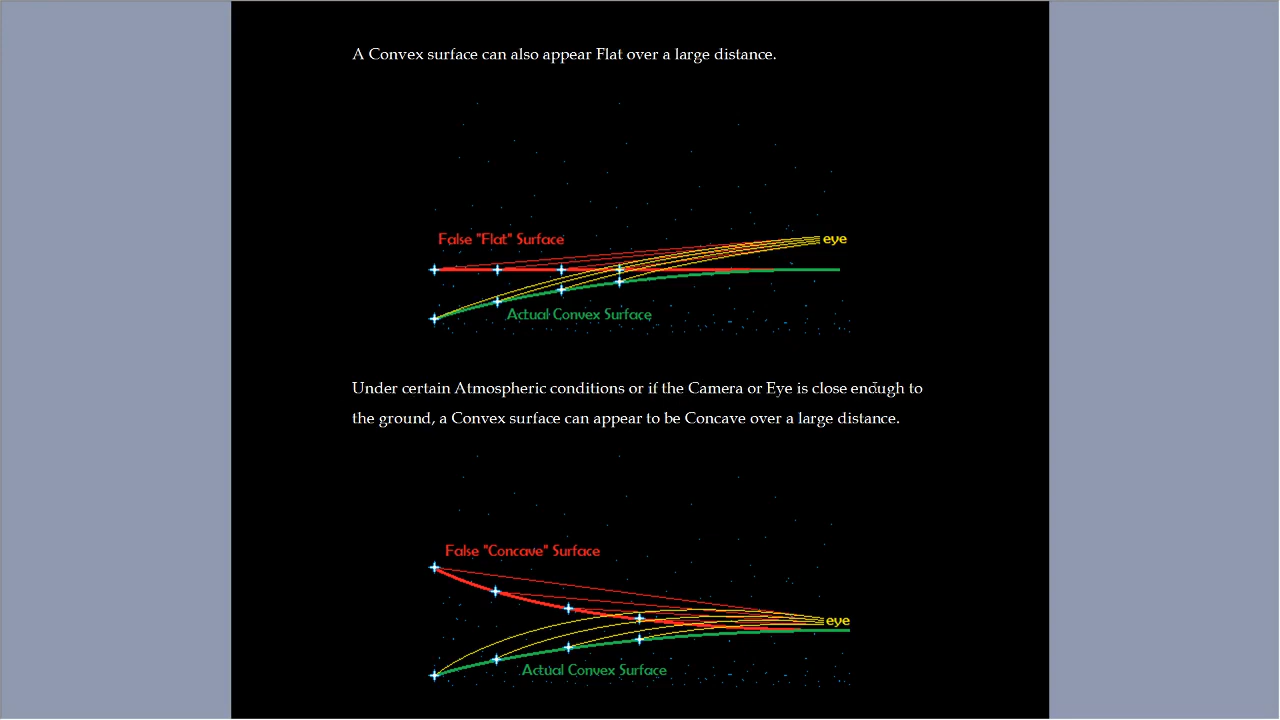 A Convex surface can also appear Flat over a large distance.
False "Flat" Surface
eye
Actual Convex Surface
Under certain Atmospheric conditions or if the Camera or Eye is close enough to
the ground, a Convex surface can appear to be Concave over a large distance.
False "Concave" Surface
eye
Actual Convex Surface